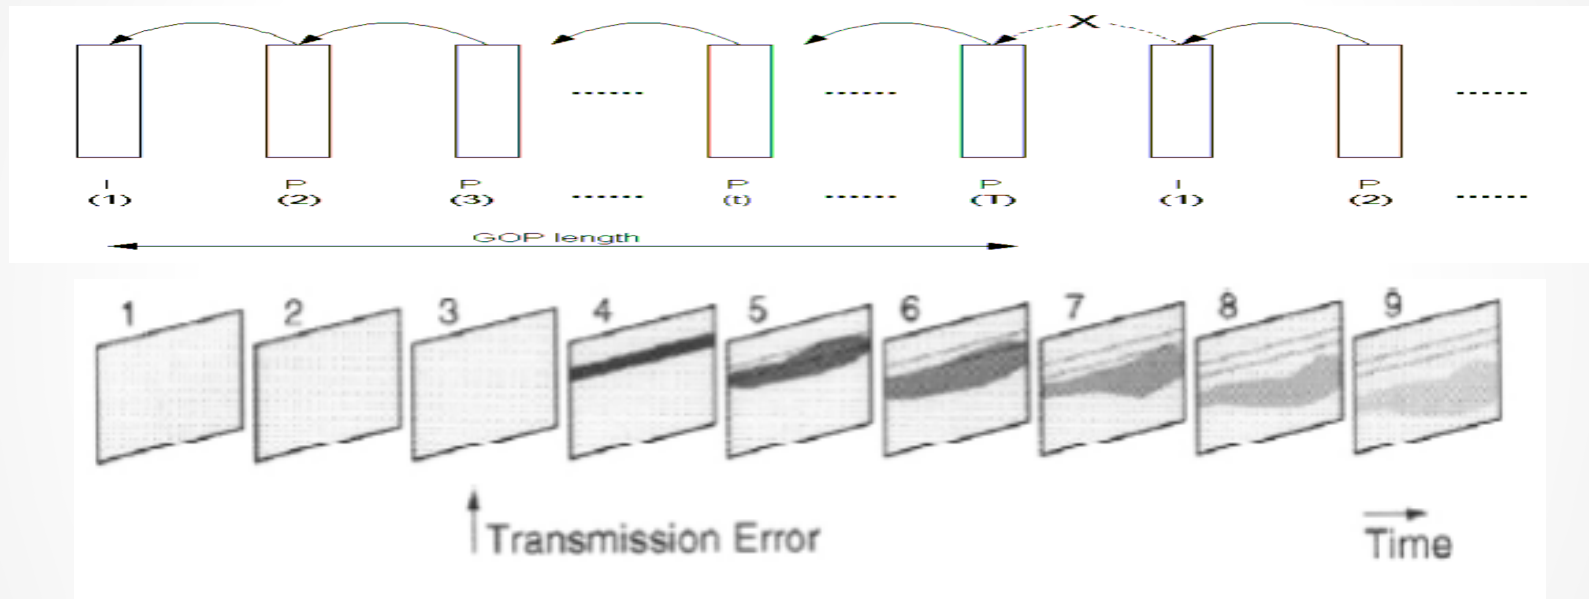 X
I P P P P I P
(1) (2) (3) ...... (t) ...... (T) (1) (2) ......
GOP length
1 2 3 4 5 6 7 8 9
Transmission Error
Time